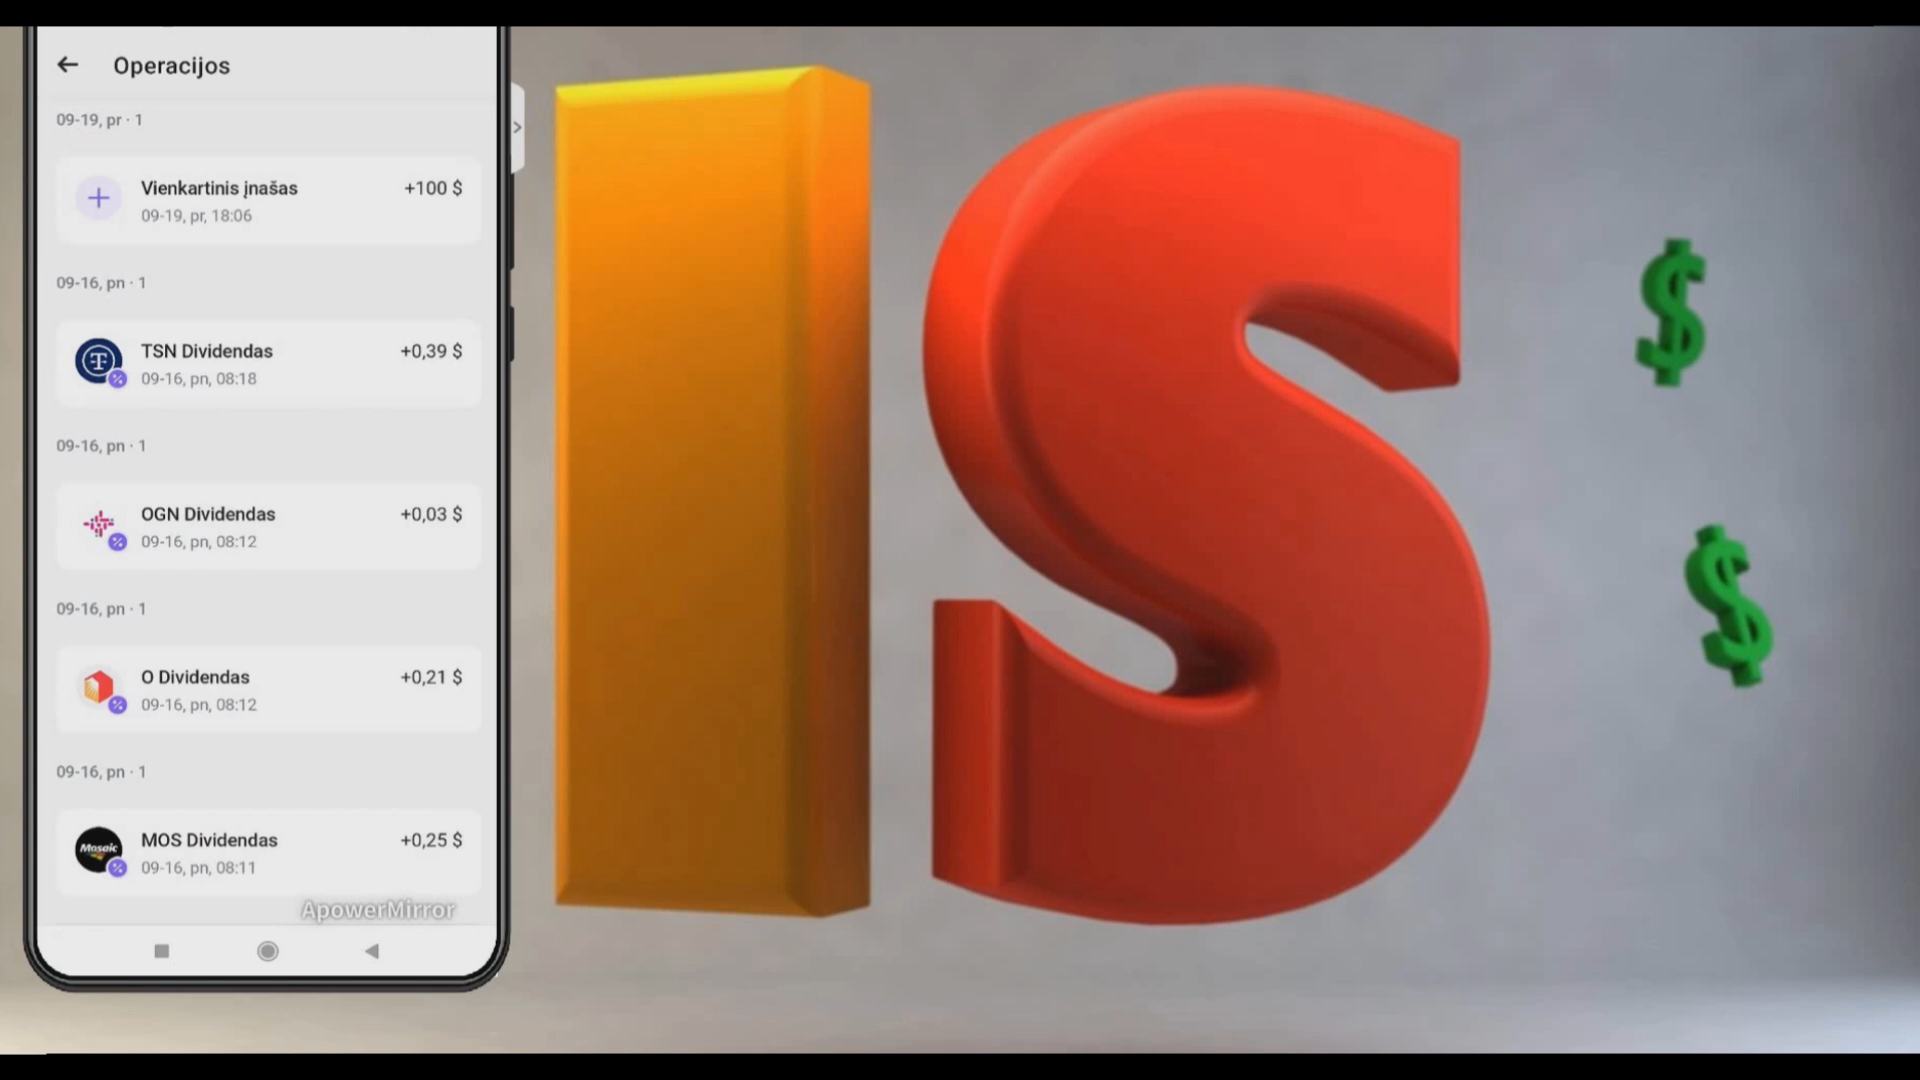 Operacijos
09-19, pr · 1
Vienkartinis įnašas +100 $
09-19, pr, 18:06
09-16, pn · 1
TSN Dividendas +0,39 $
09-16, pn, 08:18
09-16, pn · 1
OGN Dividendas +0,03 $
09-16, pn, 08:12
09-16, pn · 1
O Dividendas +0,21 $
09-16, pn, 08:12
09-16, pn · 1
Mosaic
MOS Dividendas +0,25 $
09-16, pn, 08:11
ApowerMirror
IS
$
$